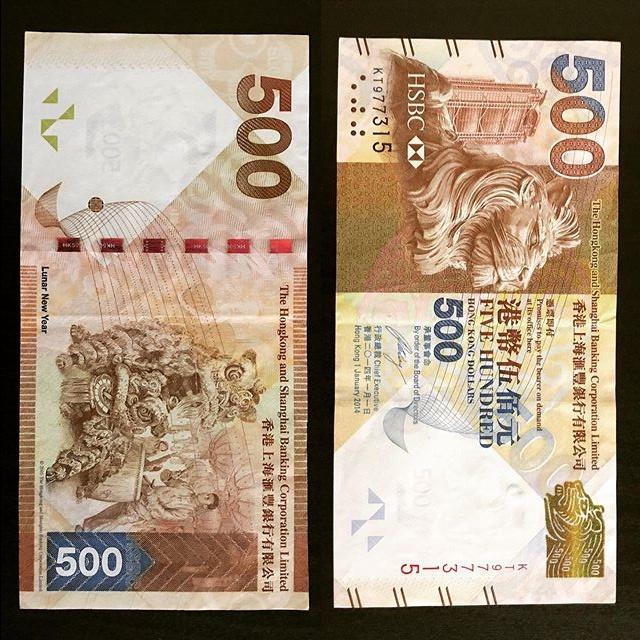 500
Lunar New Year
The Hongkong and Shanghai Banking Corporation Limited
香港上海滙豐銀行有限公司
500
500
KT977315
HSBC
The Hongkong and Shanghai Banking Corporation Limited
香港上海滙豐銀行有限公司
憑票即付
Promises to pay the bearer on demand
at its office here
港幣伍佰元
FIVE HUNDRED
HONG KONG DOLLARS
500
承董事會命
By order of the Board of Directors
行政總裁 Chief Executive
香港二〇一四年一月一日
Hong Kong 1 January 2014
KT977315